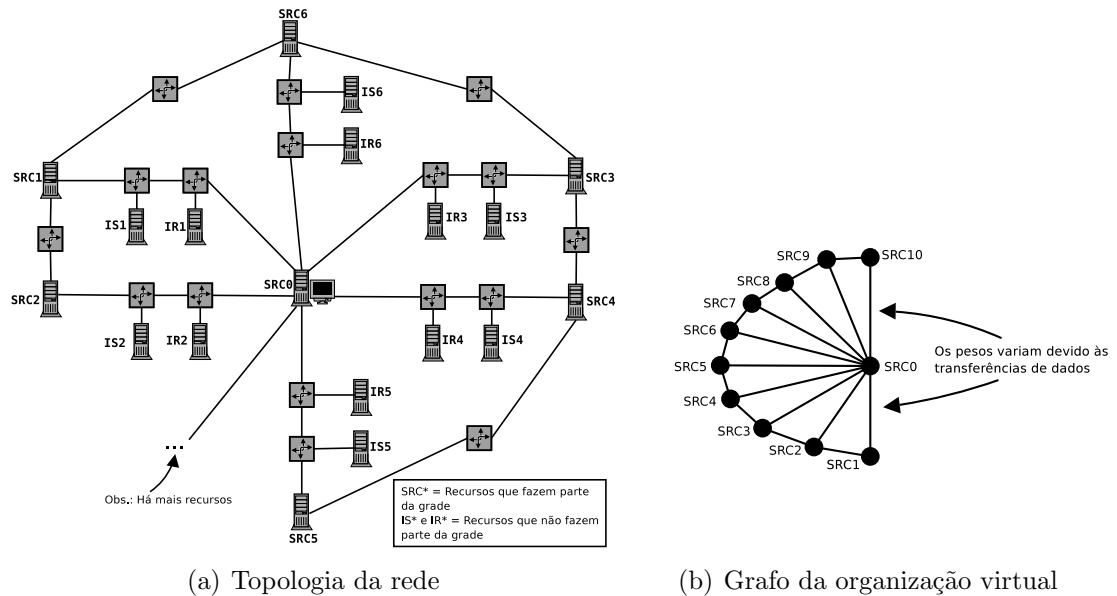 SRC6
IS6
IR6
SRC1
SRC3
IS1
IR1
IR3
IS3
SRC0
SRC2
SRC4
IS2
IR2
IR4
IS4
IR5
IS5
...
Obs.: Há mais recursos
SRC5
SRC* = Recursos que fazem parte
da grade
IS* e IR* = Recursos que não fazem
parte da grade
(a) Topologia da rede
SRC9
SRC10
SRC8
SRC7
SRC6
SRC5
SRC0
SRC4
SRC3
SRC2
SRC1
Os pesos variam devido às
transferências de dados
(b) Grafo da organização virtual